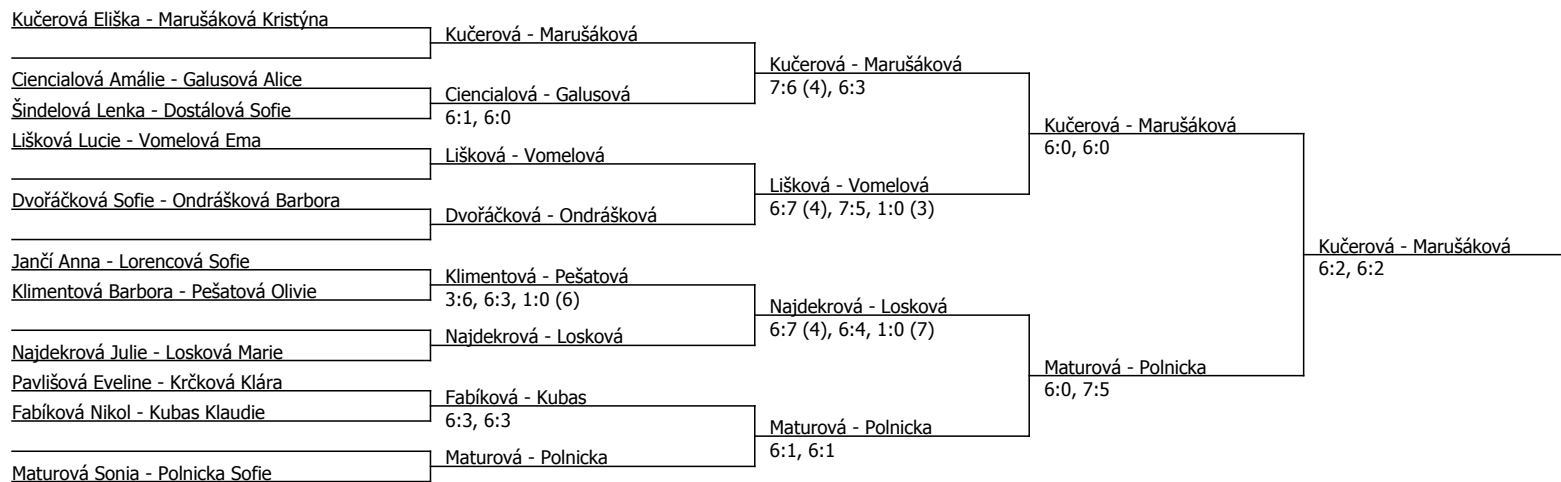 Kučerová Eliška - Marušáková Kristýna
Ciencialová Amálie - Galusová Alice
Šindelová Lenka - Dostálová Sofie
Lišková Lucie - Vomelová Ema
Dvořáčková Sofie - Ondrášková Barbora
Jančí Anna - Lorencová Sofie
Klimentová Barbora - Pešatová Olivie
Najdekrová Julie - Losková Marie
Pavlišová Eveline - Krčková Klára
Fabíková Nikol - Kubas Klaudie
Maturová Sonia - Polnicka Sofie
Kučerová - Marušáková
Ciencialová - Galusová
6:1, 6:0
Lišková - Vomelová
Dvořáčková - Ondrášková
Klimentová - Pešatová
3:6, 6:3, 1:0 (6)
Najdekrová - Losková
Fabíková - Kubas
6:3, 6:3
Maturová - Polnicka
Kučerová - Marušáková
7:6 (4), 6:3
Lišková - Vomelová
6:7 (4), 7:5, 1:0 (3)
Najdekrová - Losková
6:7 (4), 6:4, 1:0 (7)
Maturová - Polnicka
6:1, 6:1
Kučerová - Marušáková
6:0, 6:0
Maturová - Polnicka
6:0, 7:5
Kučerová - Marušáková
6:2, 6:2